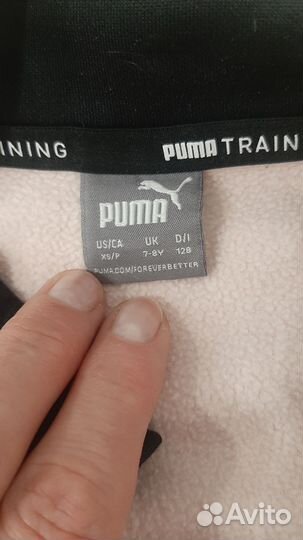 INING PUMA TRAIN
PUMA
US/CA UK D/I
XS/P 7-8Y 128
PUMA.COM/FOREVERBETTER
Avito